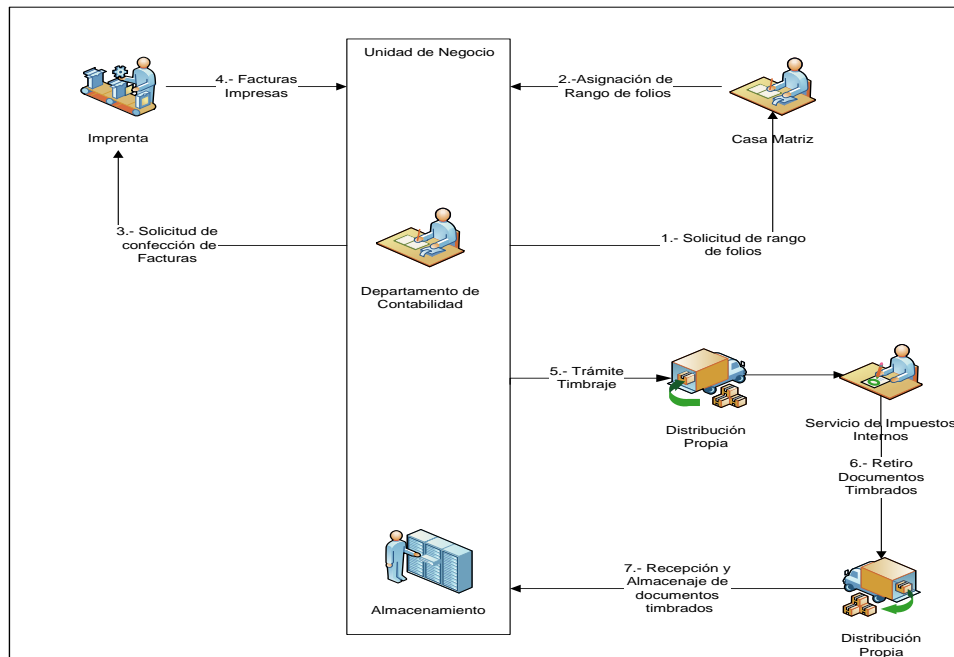 Unidad de Negocio
4.- Facturas
Impresas
2.-Asignación de
Rango de folios
Imprenta
Casa Matriz
3.- Solicitud de
confección de
Facturas
1.- Solicitud de rango
de folios
Departamento de
Contabilidad
5.- Trámite
Timbraje
Distribución
Propia
Servicio de Impuestos
Internos
6.- Retiro
Documentos
Timbrados
7.- Recepción y
Almacenaje de
documentos
timbrados
Almacenamiento
Distribución
Propia